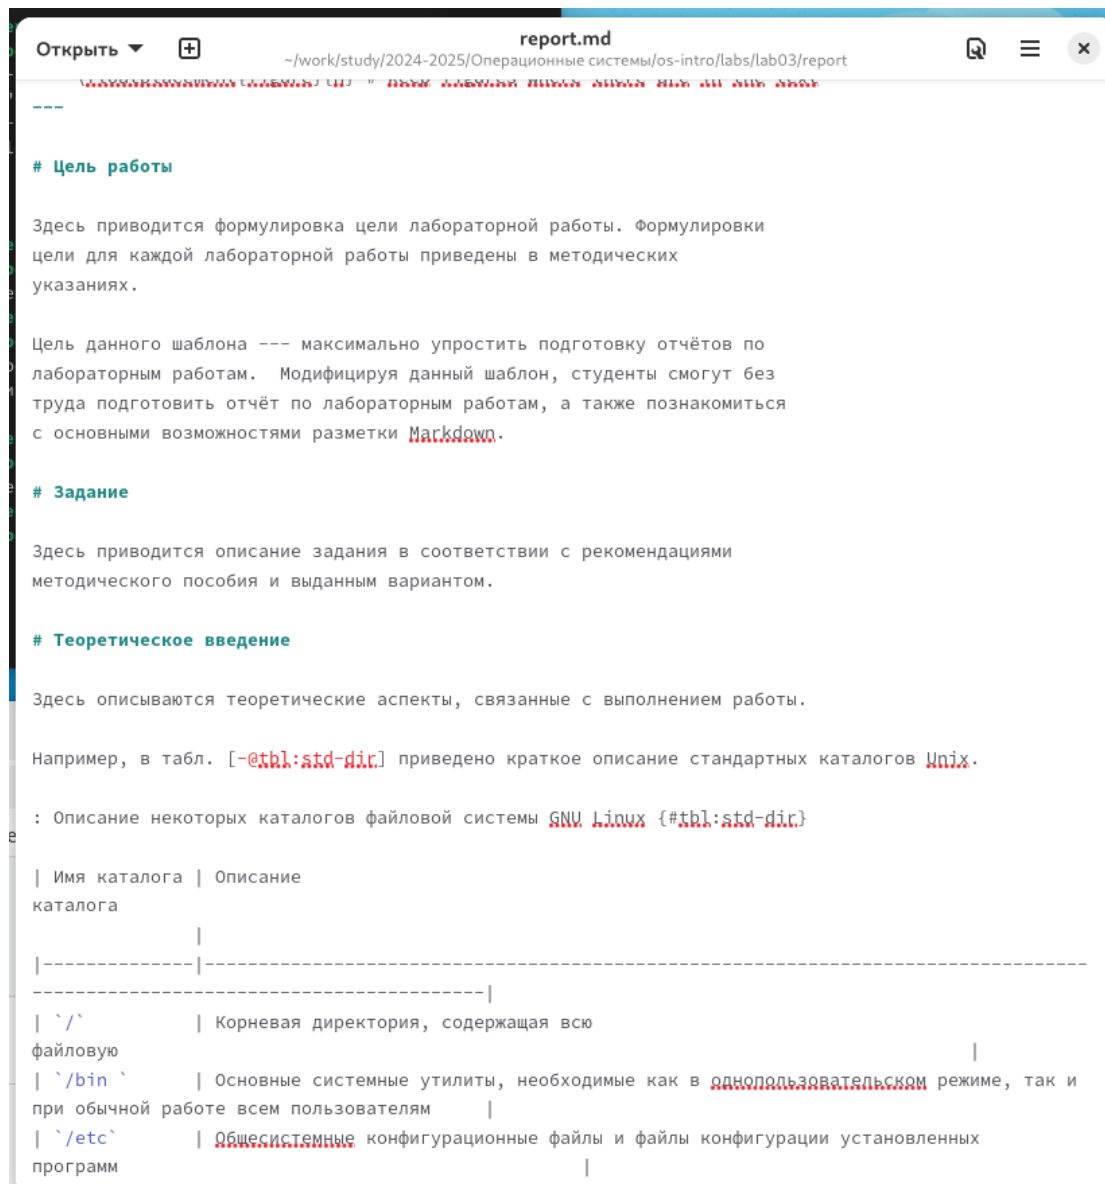 Открыть
report.md
~/work/study/2024-2025/Операционные системы/os-intro/labs/lab03/report
---
# Цель работы
Здесь приводится формулировка цели лабораторной работы. Формулировки
цели для каждой лабораторной работы приведены в методических
указаниях.
Цель данного шаблона --- максимально упростить подготовку отчётов по
лабораторным работам.  Модифицируя данный шаблон, студенты смогут без
труда подготовить отчёт по лабораторным работам, а также познакомиться
с основными возможностями разметки Markdown.
# Задание
Здесь приводится описание задания в соответствии с рекомендациями
методического пособия и выданным вариантом.
# Теоретическое введение
Здесь описываются теоретические аспекты, связанные с выполнением работы.
Например, в табл. [-@tbl:std-dir] приведено краткое описание стандартных каталогов Unix.
: Описание некоторых каталогов файловой системы GNU Linux {#tbl:std-dir}
| Имя каталога | Описание
каталога
|
|--------------|----------------------------------------------------------------------------------
------------------------------------------|
| `/`          | Корневая директория, содержащая всю
файловую |
| `/bin `      | Основные системные утилиты, необходимые как в однопользовательском режиме, так и
при обычной работе всем пользователям     |
| `/etc`       | Общесистемные конфигурационные файлы и файлы конфигурации установленных
программ |